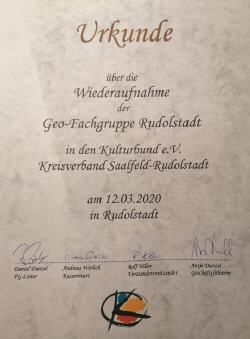 Urkunde
über die
Wiederaufnahme
der
Geo-Fachgruppe Rudolstadt
in den Kulturbund e.V.
Kreisverband Saalfeld-Rudolstadt
am 12.03.2020
in Rudolstadt
Daniel Dietzel Andreas Wirlich Rolf Hiller Antje Dietzel
FG-Leiter Kassenwart Vorstandsvorsitzender Geschäftsführerin
K